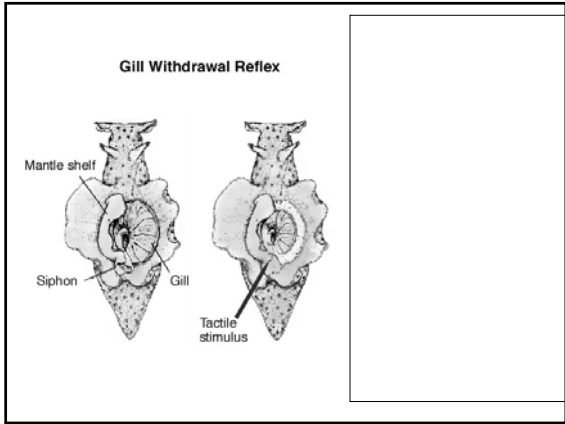 Gill Withdrawal Reflex
Mantle shelf
Siphon
Gill
Tactile
stimulus